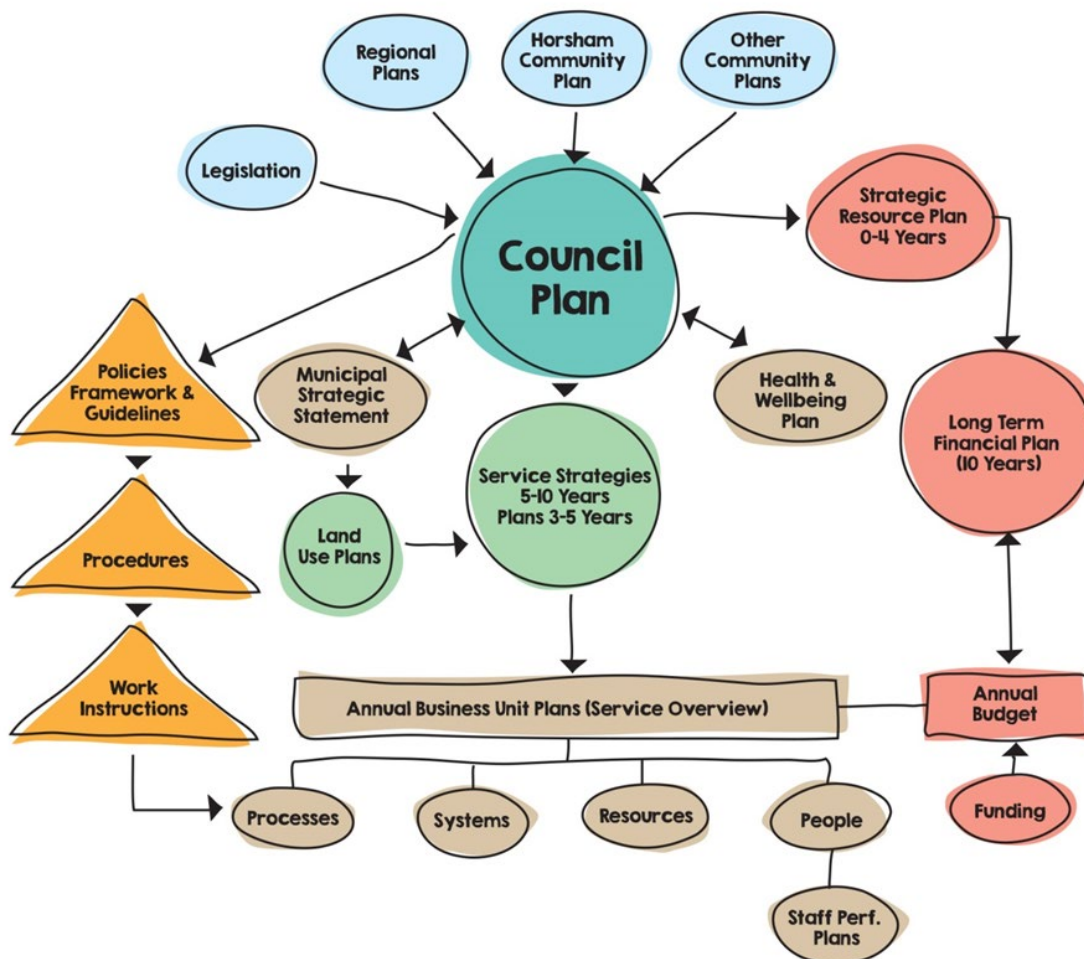 Regional
Plans
Horsham
Community
Plan
Other
Community
Plans
Legislation
Strategic
Resource Plan
0-4 Years
Council
Plan
Policies
Framework &
Guidelines
Municipal
Strategic
Statement
Health &
Wellbeing
Plan
Long Term
Financial Plan
(10 Years)
Service Strategies
5-10 Years
Plans 3-5 Years
Land
Use Plans
Procedures
Work
Instructions
Annual Business Unit Plans (Service Overview)
Annual
Budget
Processes
Systems
Resources
People
Funding
Staff Perf.
Plans